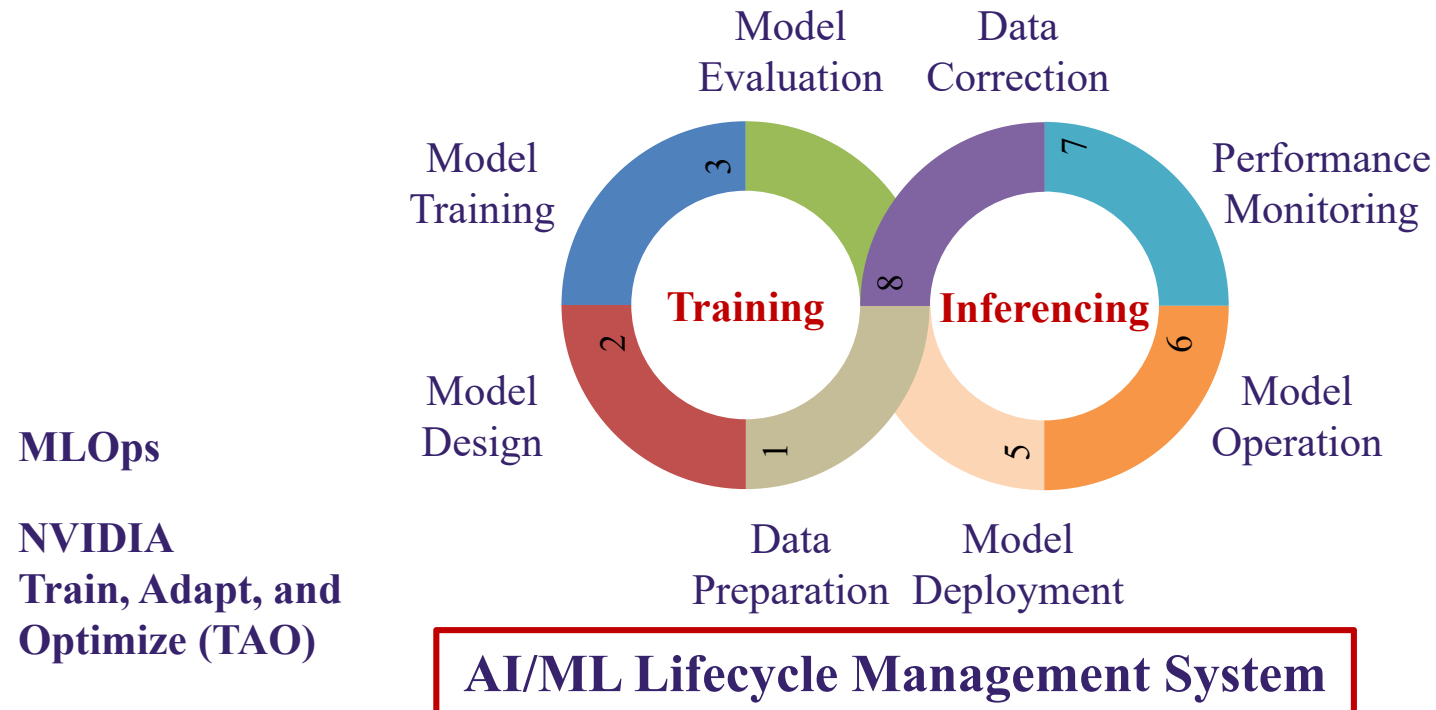 Model
Evaluation
Data
Correction
Model
Training
3
7
Performance
Monitoring
Training
8
Inferencing
2
6
Model
Design
1
5
Model
Operation
MLOps
NVIDIA
Train, Adapt, and
Optimize (TAO)
Data
Preparation
Model
Deployment
AI/ML Lifecycle Management System